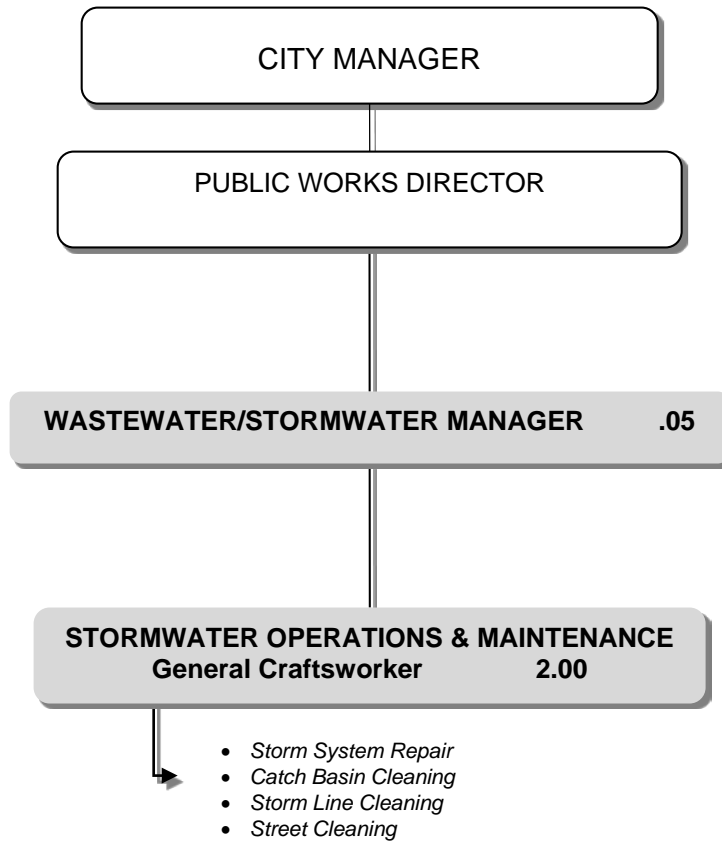 CITY MANAGER
PUBLIC WORKS DIRECTOR
WASTEWATER/STORMWATER MANAGER .05
STORMWATER OPERATIONS & MAINTENANCE
General Craftsworker 2.00
• Storm System Repair
• Catch Basin Cleaning
• Storm Line Cleaning
• Street Cleaning